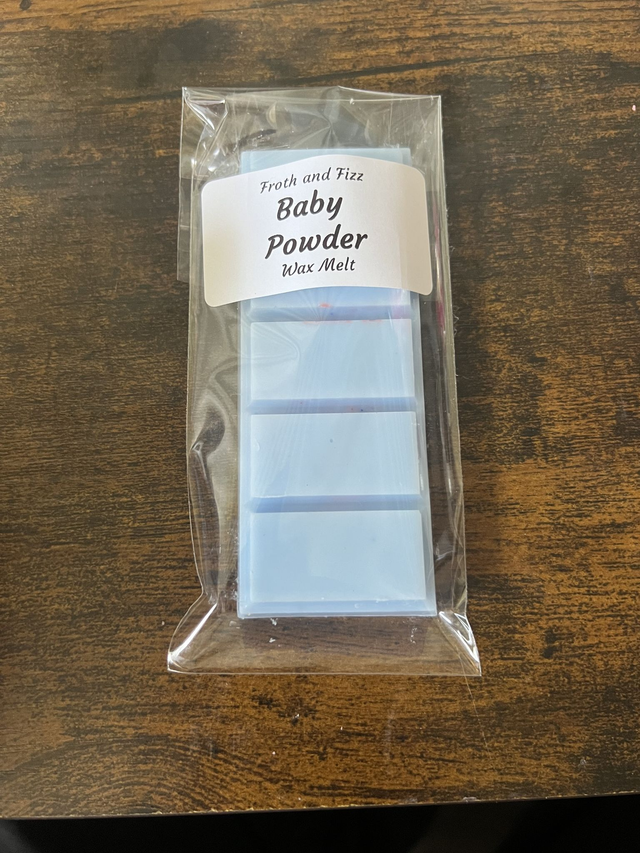 Froth and Fizz
Baby
Powder
Wax Melt